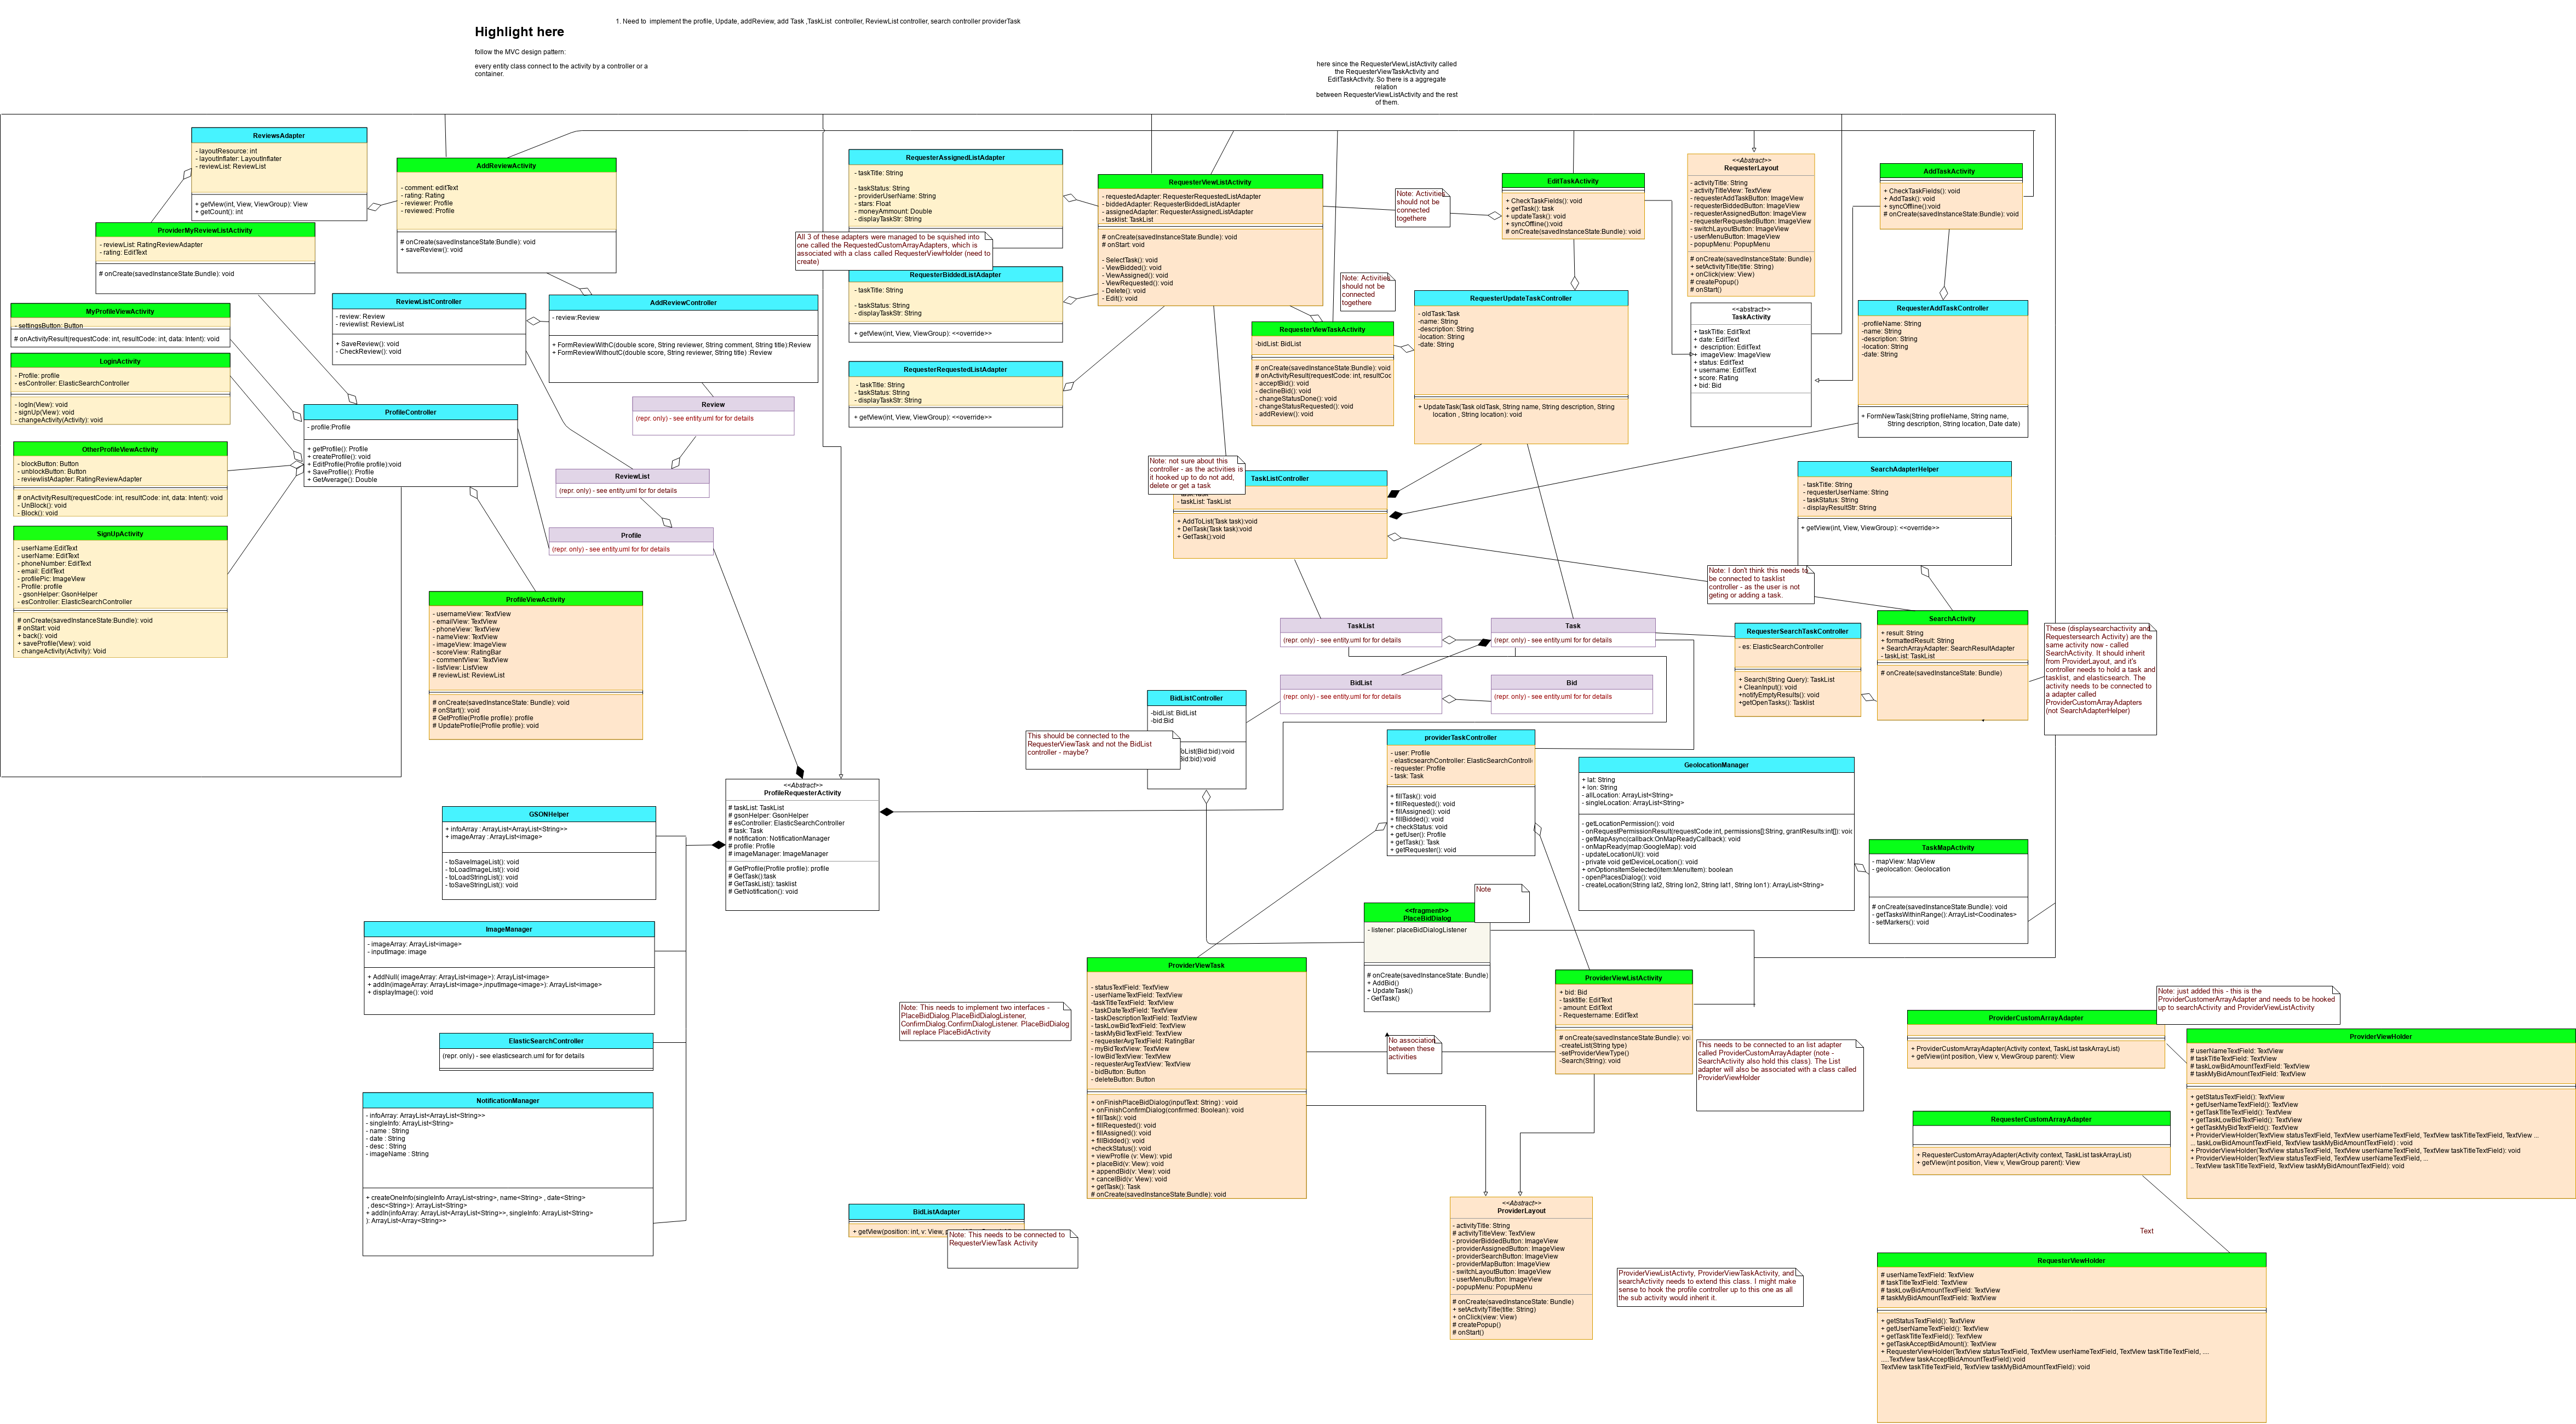 1. Need to  implement the profile, Update, addReview, add Task ,TaskList  controller, ReviewList controller, search controller providerTask
Highlight here
follow the MVC design pattern:
every entity class connect to the activity by a controller or a
container.
here since the RequesterViewListActivity called
the RequesterViewTaskActivity and
EditTaskActivity. So there is a aggregate
relation
between RequesterViewListActivity and the rest
of them.
ReviewsAdapter
- layoutResource: int
- layoutInflater: LayoutInflater
- reviewList: ReviewList
+ getView(int, View, ViewGroup): View
+ getCount(): int
AddReviewActivity
- comment: editText
- rating: Rating
- reviewer: Profile
- reviewed: Profile
# onCreate(savedInstanceState:Bundle): void
+ saveReview(): void
ProviderMyReviewListActivity
- reviewList: RatingReviewAdapter
- rating: EditText
# onCreate(savedInstanceState:Bundle): void
MyProfileViewActivity
- settingsButton: Button
# onActivityResult(requestCode: int, resultCode: int, data: Intent): void
LoginActivity
- Profile: profile
- esController: ElasticSearchController
- logIn(View): void
- signUp(View): void
- changeActivity(Activity): void
OtherProfileViewActivity
- blockButton: Button
- unblockButton: Button
- reviewlistAdapter: RatingReviewAdapter
# onActivityResult(requestCode: int, resultCode: int, data: Intent): void
- UnBlock(): void
- Block(): void
SignUpActivity
- userName:EditText
- userName: EditText
- phoneNumber: EditText
- email: EditText
- profilePic: ImageView
- Profile: profile
- gsonHelper: GsonHelper
- esController: ElasticSearchController
# onCreate(savedInstanceState:Bundle): void
# onStart: void
+ back(): void
+ saveProfile(View): void
- changeActivity(Activity): Void
ReviewListController
- review: Review
- reviewlist: ReviewList
+ SaveReview(): void
- CheckReview(): void
AddReviewController
- review:Review
+ FormReviewWithC(double score, String reviewer, String comment, String title):Review
+ FormReviewWithoutC(double score, String reviewer, String title) :Review
ProfileController
- profile:Profile
+ getProfile(): Profile
+ createProfile(): void
+ EditProfile(Profile profile):void
+ SaveProfile(): Profile
+ GetAverage(): Double
Review
(repr. only) - see entity.uml for for details
ReviewList
(repr. only) - see entity.uml for for details
Profile
(repr. only) - see entity.uml for for details
ProfileViewActivity
- usernameView: TextView
- emailView: TextView
- phoneView: TextView
- nameView: TextView
- imageView: ImageView
- scoreView: RatingBar
- commentView: TextView
- listView: ListView
# reviewList: ReviewList
# onCreate(savedInstanceState: Bundle): void
# onStart(): void
# GetProfile(Profile profile): profile
# UpdateProfile(Profile profile): void
RequesterAssignedListAdapter
- taskTitle: String
- taskStatus: String
- providerUserName: String
- stars: Float
- moneyAmmount: Double
- displayTaskStr: String
All 3 of these adapters were managed to be squished into
one called the RequestedCustomArrayAdapters, which is
associated with a class called RequesterViewHolder (need to
create)
RequesterBiddedListAdapter
- taskTitle: String
- taskStatus: String
- displayTaskStr: String
+ getView(int, View, ViewGroup): <<override>>
RequesterRequestedListAdapter
- taskTitle: String
- taskStatus: String
- displayTaskStr: String
+ getView(int, View, ViewGroup): <<override>>
RequesterViewListActivity
- requestedAdapter: RequesterRequestedListAdapter
- biddedAdapter: RequesterBiddedListAdapter
- assignedAdapter: RequesterAssignedListAdapter
- tasklist: TaskList
# onCreate(savedInstanceState:Bundle): void
# onStart: void
- SelectTask(): void
- ViewBidded(): void
- ViewAssigned(): void
- ViewRequested(): void
- Delete(): void
- Edit(): void
Note: Activities
should not be
connected
togethere
Note: Activities
should not be
connected
togethere
EditTaskActivity
+ CheckTaskFields(): void
+ getTask(): task
+ updateTask(): void
+ syncOffline():void
# onCreate(savedInstanceState:Bundle): void
RequesterViewTaskActivity
-bidList: BidList
# onCreate(savedInstanceState:Bundle): void
# onActivityResult(requestCode: int, resultCoc
- acceptBid(): void
- declineBid(): void
- changeStatusDone(): void
- changeStatusRequested(): void
- addReview(): void
RequesterUpdateTaskController
- oldTask:Task
-name: String
-description: String
-location: String
-date: String
+ UpdateTask(Task oldTask, String name, String description, String
location , String location): void
<<Abstract>>
RequesterLayout
- activityTitle: String
- activityTitleView: TextView
- requesterAddTaskButton: ImageView
- requesterBiddedButton: ImageView
- requesterAssignedButton: ImageView
- requesterRequestedButton: ImageView
- switchLayoutButton: ImageView
- userMenuButton: ImageView
- popupMenu: PopupMenu
# onCreate(savedInstanceState: Bundle)
+ setActivityTitle(title: String)
+ onClick(view: View)
# createPopup()
# onStart()
<<abstract>>
TaskActivity
+ taskTitle: EditText
+ date: EditText
+  description: EditText
+  imageView: ImageView
+ status: EditText
+ username: EditText
+ score: Rating
+ bid: Bid
AddTaskActivity
+ CheckTaskFields(): void
+ AddTask(): void
+ syncOffline():void
# onCreate(savedInstanceState:Bundle): void
RequesterAddTaskController
-profileName: String
-name: String
-description: String
-location: String
-date: String
+ FormNewTask(String profileName, String name,
String description, String location, Date date)
Note: not sure about this
controller - as the activities is
it hooked up to do not add,
delete or get a task
TaskListController
- taskList: TaskList
+ AddToList(Task task):void
+ DelTask(Task task):void
+ GetTask():void
SearchAdapterHelper
- taskTitle: String
- requesterUserName: String
- taskStatus: String
- displayResultStr: String
+ getView(int, View, ViewGroup): <<override>>
Note: I don't think this needs to
be connected to tasklist
controller - as the user is not
geting or adding a task.
TaskList
(repr. only) - see entity.uml for for details
Task
(repr. only) - see entity.uml for for details
BidList
(repr. only) - see entity.uml for for details
Bid
(repr. only) - see entity.uml for for details
RequesterSearchTaskController
- es: ElasticSearchController
+ Search(String Query): TaskList
+ CleanInput(): void
+notifyEmptyResults(): void
+getOpenTasks(): Tasklist
SearchActivity
+ result: String
+ formattedResult: String
+ SearchArrayAdapter: SearchResultAdapter
- taskList: TaskList
# onCreate(savedInstanceState: Bundle)
These (displaysearchactivity and
Requestersearch Activity) are the
same activity now - called
SearchActivity. It should inherit
from ProviderLayout, and it's
controller needs to hold a task and
tasklist, and elasticsearch. The
activity needs to be connected to
a adapter called
ProviderCustomArrayAdapters
(not SearchAdapterHelper)
BidListController
-bidList: BidList
-bid:Bid
oList(Bid:bid):void
Bid:bid):void
This should be connected to the
RequesterViewTask and not the BidList
controller - maybe?
providerTaskController
- user: Profile
- elasticsearchController: ElasticSearchController
- requester: Profile
- task: Task
+ fillTask(): void
+ fillRequested(): void
+ fillAssigned(): void
+ fillBidded(): void
+ checkStatus: void
+ getUser(): Profile
+ getTask(): Task
+ getRequester(): void
GeolocationManager
+ lat: String
+ lon: String
- allLocation: ArrayList<String>
- singleLocation: ArrayList<String>
- getLocationPermission(): void
- onRequestPermissionResult(requestCode:int, permissions[]:String, grantResults:int[]): voic
- getMapAsync(callback:OnMapReadyCallback): void
- onMapReady(map:GoogleMap): void
- updateLocationUI(): void
- private void getDeviceLocation(): void
+ onOptionsItemSelected(item:MenuItem): boolean
- openPlacesDialog(): void
- createLocation(String lat2, String lon2, String lat1, String lon1): ArrayList<String>
TaskMapActivity
- mapView: MapView
- geolocation: Geolocation
# onCreate(savedInstanceState:Bundle): void
- getTasksWithinRange(): ArrayList<Coodinates>
- setMarkers(): void
<<Abstract>>
ProfileRequesterActivity
# taskList: TaskList
# gsonHelper: GsonHelper
# esController: ElasticSearchController
# task: Task
# notification: NotificationManager
# profile: Profile
# imageManager: ImageManager
# GetProfile(Profile profile): profile
# GetTask():task
# GetTaskList(): tasklist
# GetNotification(): void
GSONHelper
+ infoArray : ArrayList<ArrayList<String>>
+ imageArray : ArrayList<image>
- toSaveImageList(): void
- toLoadImageList(): void
- toLoadStringList(): void
- toSaveStringList(): void
ImageManager
- imageArray: ArrayList<image>
- inputImage: image
+ AddNull( imageArray: ArrayList<image>): ArrayList<image>
+ addIn(imageArray: ArrayList<image>,inputImage<image>): ArrayList<image>
+ displayImage(): void
ElasticSearchController
(repr. only) - see elasticsearch.uml for for details
NotificationManager
- infoArray: ArrayList<ArrayList<String>>
- singleInfo: ArrayList<String>
- name : String
- date : String
- desc : String
- imageName : String
+ createOneInfo(singleInfo ArrayList<string>, name<String> , date<String>
, desc<String>): ArrayList<String>
+ addIn(infoArray: ArrayList<ArrayList<String>>, singleInfo: ArrayList<String>
): ArrayList<Array<String>>
Note
<<fragment>>
PlaceBidDialog
- listener: placeBidDialogListener
# onCreate(savedInstanceState: Bundle)
+ AddBid()
+ UpdateTask()
- GetTask()
ProviderViewTask
- statusTextField: TextView
- userNameTextField: TextView
-taskTitleTextField: TextView
- taskDateTextField: TextView
- taskDescriptionTextField: TextView
- taskLowBidTextField: TextView
- taskMyBidTextField: TextView
- requesterAvgTextField: RatingBar
- myBidTextView: TextView
- lowBidTextView: TextView
- requesterAvgTextView: TextView
- bidButton: Button
- deleteButton: Button
+ onFinishPlaceBidDialog(inputText: String) : void
+ onFinishConfirmDialog(confirmed: Boolean): void
+ fillTask(): void
+ fillRequested(): void
+ fillAssigned(): void
+ fillBidded(): void
+checkStatus(): void
+ viewProfile (v: View): vpid
+ placeBid(v: View): void
+ appendBid(v: View): void
+ cancelBid(v: View): void
+ getTask(): Task
# onCreate(savedInstanceState:Bundle): void
Note: This needs to implement two interfaces -
PlaceBidDialog.PlaceBidDialogListener,
ConfirmDialog.ConfirmDialogListener. PlaceBidDialog
will replace PlaceBidActivity
No association
between these
activities
ProviderViewListActivity
+ bid: Bid
- tasktitle: EditText
- amount: EditText
- Requestername: EditText
# onCreate(savedInstanceState:Bundle): voi
-createList(String type)
-setProviderViewType()
-Search(String): void
This needs to be connected to an list adapter
called ProviderCustomArrayAdapter (note -
SearchActivity also hold this class). The List
adapter will also be associated with a class called
ProviderViewHolder
Note: just added this - this is the
ProviderCustomerArrayAdapter and needs to be hooked
up to searchActivity and ProviderViewListActivity
ProviderCustomArrayAdapter
+ ProviderCustomArrayAdapter(Activity context, TaskList taskArrayList)
+ getView(int position, View v, ViewGroup parent): View
ProviderViewHolder
# userNameTextField: TextView
# taskTitleTextField: TextView
# taskLowBidAmountTextField: TextView
# taskMyBidAmountTextField: TextView
+ getStatusTextField(): TextView
+ getUserNameTextField(): TextView
+ getTaskTitleTextField(): TextView
+ getTaskLowBidTextField(): TextView
+ getTaskMyBidTextField(): TextView
+ ProviderViewHolder(TextView statusTextField, TextView userNameTextField, TextView taskTitleTextField, TextView ...
... taskLowBidAmountTextField, TextView taskMyBidAmountTextField) : void
+ ProviderViewHolder(TextView statusTextField, TextView userNameTextField, TextView taskTitleTextField): void
+ ProviderViewHolder(TextView statusTextField, TextView userNameTextField, ...
.. TextView taskTitleTextField, TextView taskMyBidAmountTextField): void
RequesterCustomArrayAdapter
+ RequesterCustomArrayAdapter(Activity context, TaskList taskArrayList)
+ getView(int position, View v, ViewGroup parent): View
Text
RequesterViewHolder
# userNameTextField: TextView
# taskTitleTextField: TextView
# taskLowBidAmountTextField: TextView
# taskMyBidAmountTextField: TextView
+ getStatusTextField(): TextView
+ getUserNameTextField(): TextView
+ getTaskTitleTextField(): TextView
+ getTaskAcceptBidAmount(): TextView
+ RequesterViewHolder(TextView statusTextField, TextView userNameTextField, TextView taskTitleTextField, ....
.....TextView taskAcceptBidAmountTextField):void
TextView taskTitleTextField, TextView taskMyBidAmountTextField): void
BidListAdapter
+ getView(position: int, v: View,
Note: This needs to be connected to
RequesterViewTask Activity
<<Abstract>>
ProviderLayout
- activityTitle: String
# activityTitleView: TextView
- providerBiddedButton: ImageView
- providerAssignedButton: ImageView
- providerSearchButton: ImageView
- providerMapButton: ImageView
- switchLayoutButton: ImageView
- userMenuButton: ImageView
- popupMenu: PopupMenu
# onCreate(savedInstanceState: Bundle)
+ setActivityTitle(title: String)
+ onClick(view: View)
# createPopup()
# onStart()
ProviderViewListActivty, ProviderViewTaskActivity, and
searchActivity needs to extend this class. I might make
sense to hook the profile controller up to this one as all
the sub activity would inherit it.